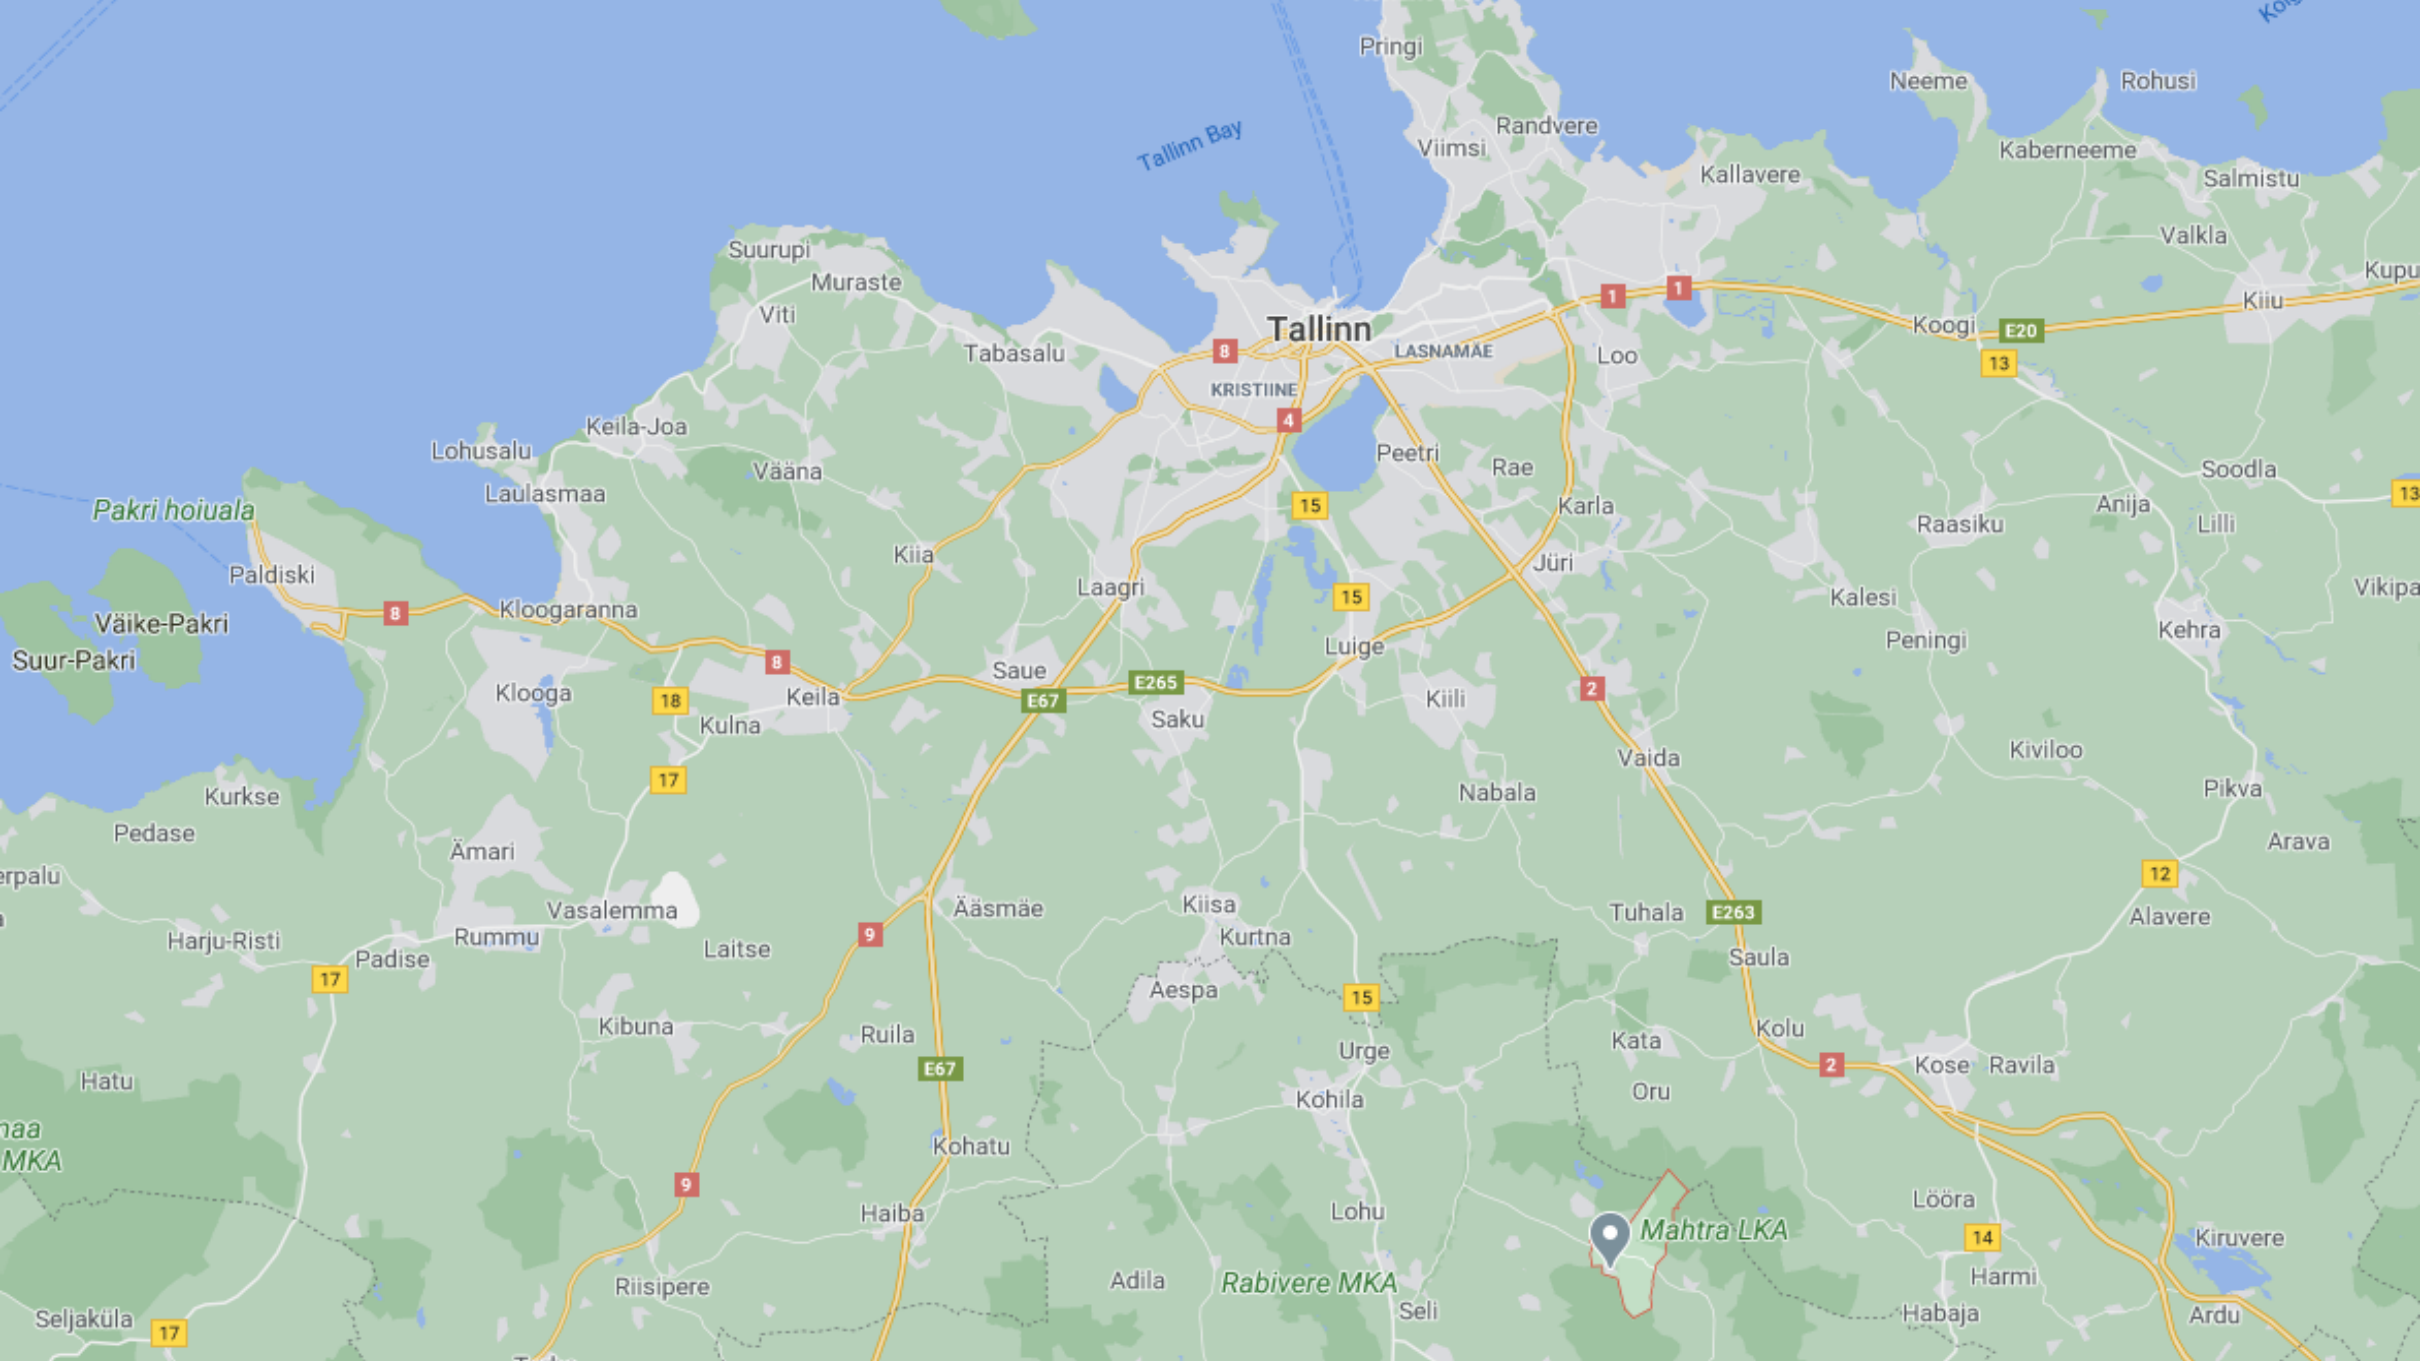 Pringi
Neeme
Rohusi
Randvere
Tallinn Bay
Viimsi
Kaberneeme
Kallavere
Salmistu
Suurupi
Valkla
Muraste
Kupu
1
1
Kiiu
Viti
Tallinn
Koogi
E20
Tabasalu
8
LASNAMÄE
Loo
13
KRISTIINE
4
Keila-Joa
Lohusalu
Peetri
Vääna
Rae
Soodla
Laulasmaa
13
Pakri hoiuala
15
Karla
Anija
Raasiku
Lilli
Kiia
Jüri
Paldiski
Laagri
Vikipa
15
Kalesi
8
Kloogaranna
Väike-Pakri
Kehra
Peningi
Luige
Suur-Pakri
8
Saue
E265
2
Klooga
18
Keila
E67
Kiili
Saku
Kulna
Kiviloo
Vaida
17
Pikva
Kurkse
Nabala
Pedase
Arava
Ämari
erpalu
12
Kiisa
Ääsmäe
Vasalemma
Tuhala
E263
Alavere
9
Rummu
Kurtna
Harju-Risti
Laitse
Padise
Saula
17
Aespa
15
Kibuna
Kolu
Ruila
Kata
Urge
E67
2
Kose
Ravila
Hatu
Oru
Kohila
naa
MKA
Kohatu
9
Lööra
Lohu
Haiba
Mahtra LKA
14
Kiruvere
Harmi
Adila
Rabivere MKA
Riisipere
Seli
Habaja
Ardu
Seljaküla
17